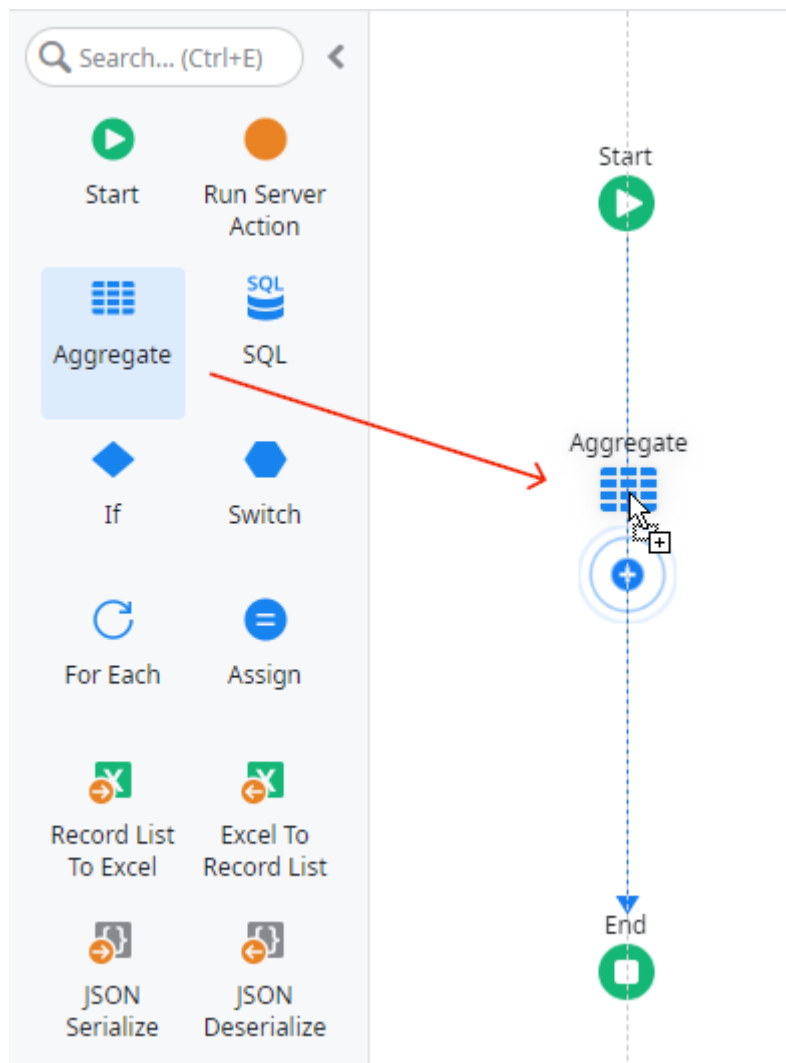 Search... (Ctrl+E)
Start
Run Server
Action
Aggregate
SQL
SQL
If
Switch
For Each
Assign
Record List
To Excel
Excel To
Record List
JSON
Serialize
JSON
Deserialize
Start
Aggregate
End